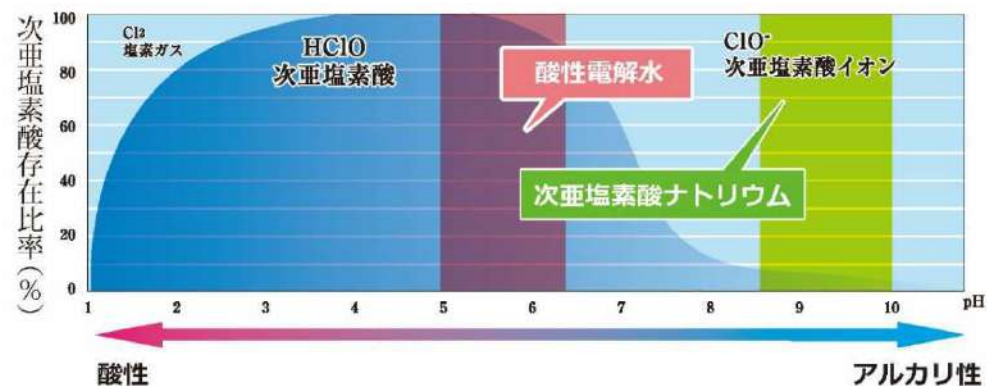 次亜塩素酸存在比率(%)
100
80
60
40
20
0
Cl2
塩素ガス
HClO
次亜塩素酸
酸性電解水
ClO-
次亜塩素酸イオン
次亜塩素酸ナトリウム
1 2 3 4 5 6 7 8 9 10 pH
酸性 アルカリ性